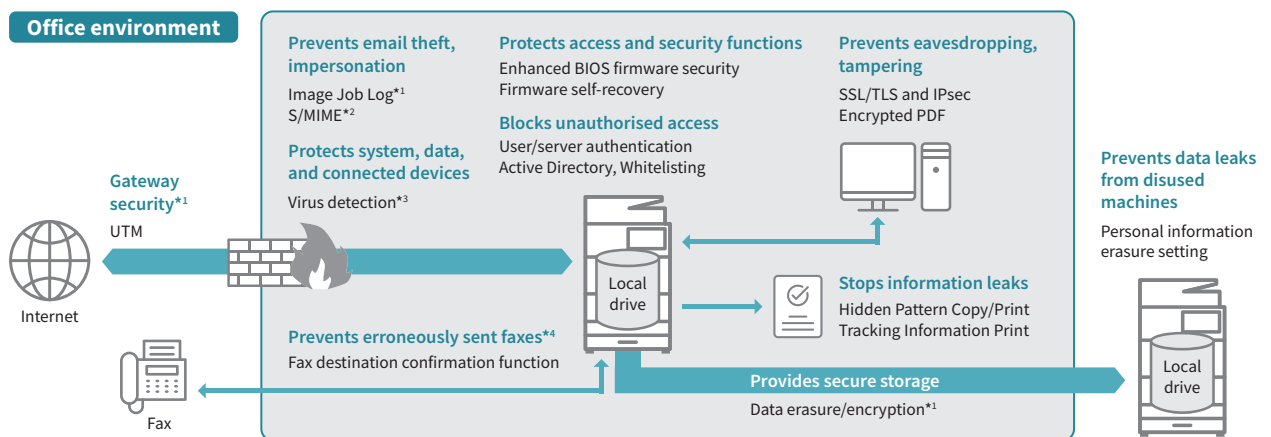 Office environment
Prevents email theft,
impersonation
Image Job Log*1
S/MIME*2
Protects system, data,
and connected devices
Virus detection*3
Protects access and security functions
Enhanced BIOS firmware security
Firmware self-recovery
Blocks unauthorised access
User/server authentication
Active Directory, Whitelisting
Prevents eavesdropping,
tampering
SSL/TLS and IPsec
Encrypted PDF
Gateway
security*1
UTM
Internet
Local
drive
Stops information leaks
Hidden Pattern Copy/Print
Tracking Information Print
Prevents erroneously sent faxes*4
Fax destination confirmation function
Fax
Provides secure storage
Data erasure/encryption*1
Prevents data leaks
from disused
machines
Personal information
erasure setting
Local
drive